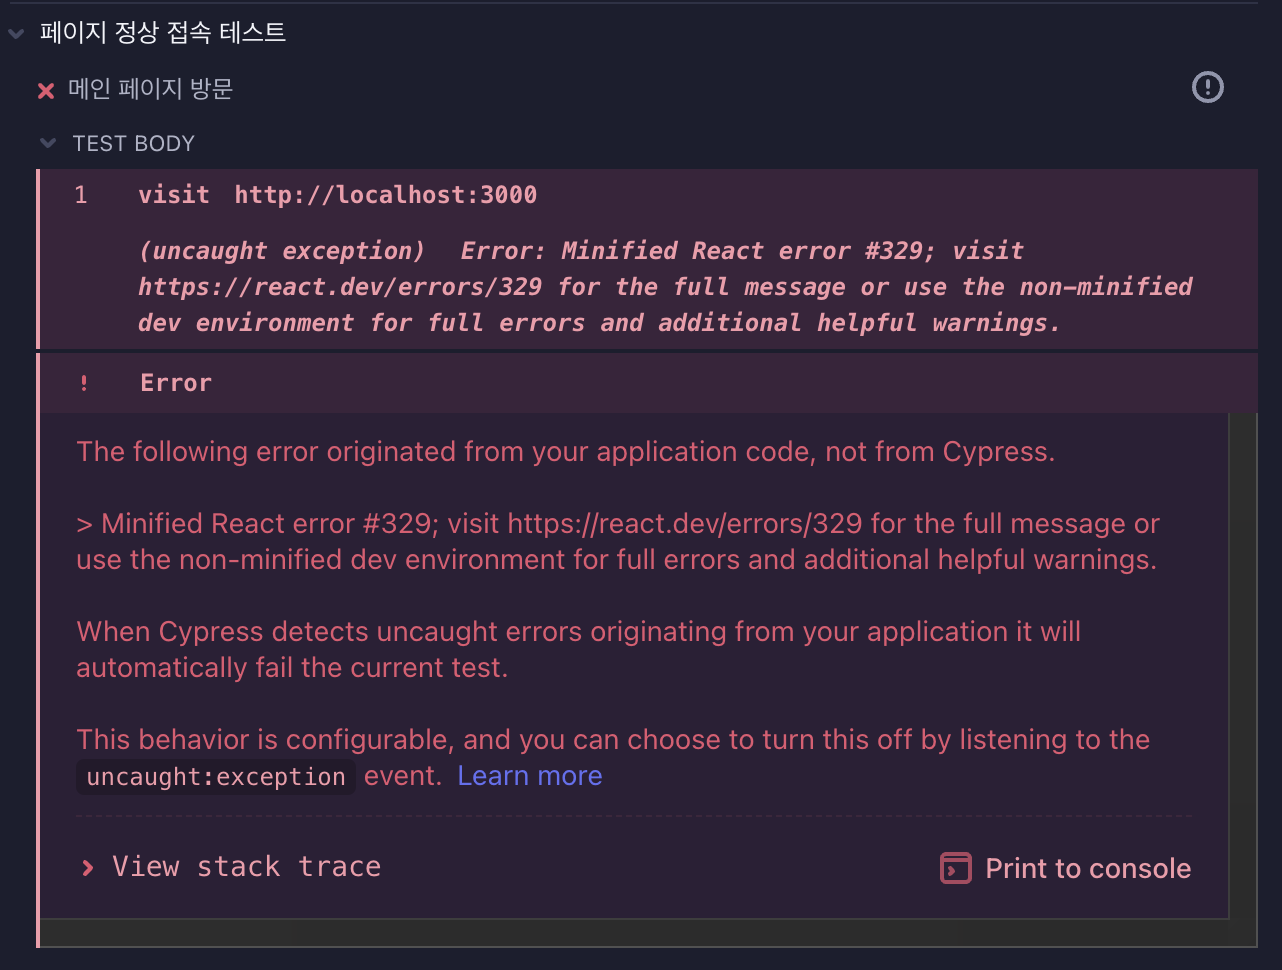 페이지 정상 접속 테스트
메인 페이지 방문
TEST BODY
1 visit http://localhost:3000
(uncaught exception) Error: Minified React error #329; visit
https://react.dev/errors/329 for the full message or use the non-minified
dev environment for full errors and additional helpful warnings.
! Error
The following error originated from your application code, not from Cypress.
> Minified React error #329; visit https://react.dev/errors/329 for the full message or
use the non-minified dev environment for full errors and additional helpful warnings.
When Cypress detects uncaught errors originating from your application it will
automatically fail the current test.
This behavior is configurable, and you can choose to turn this off by listening to the
uncaught:exception event. Learn more
View stack trace Print to console